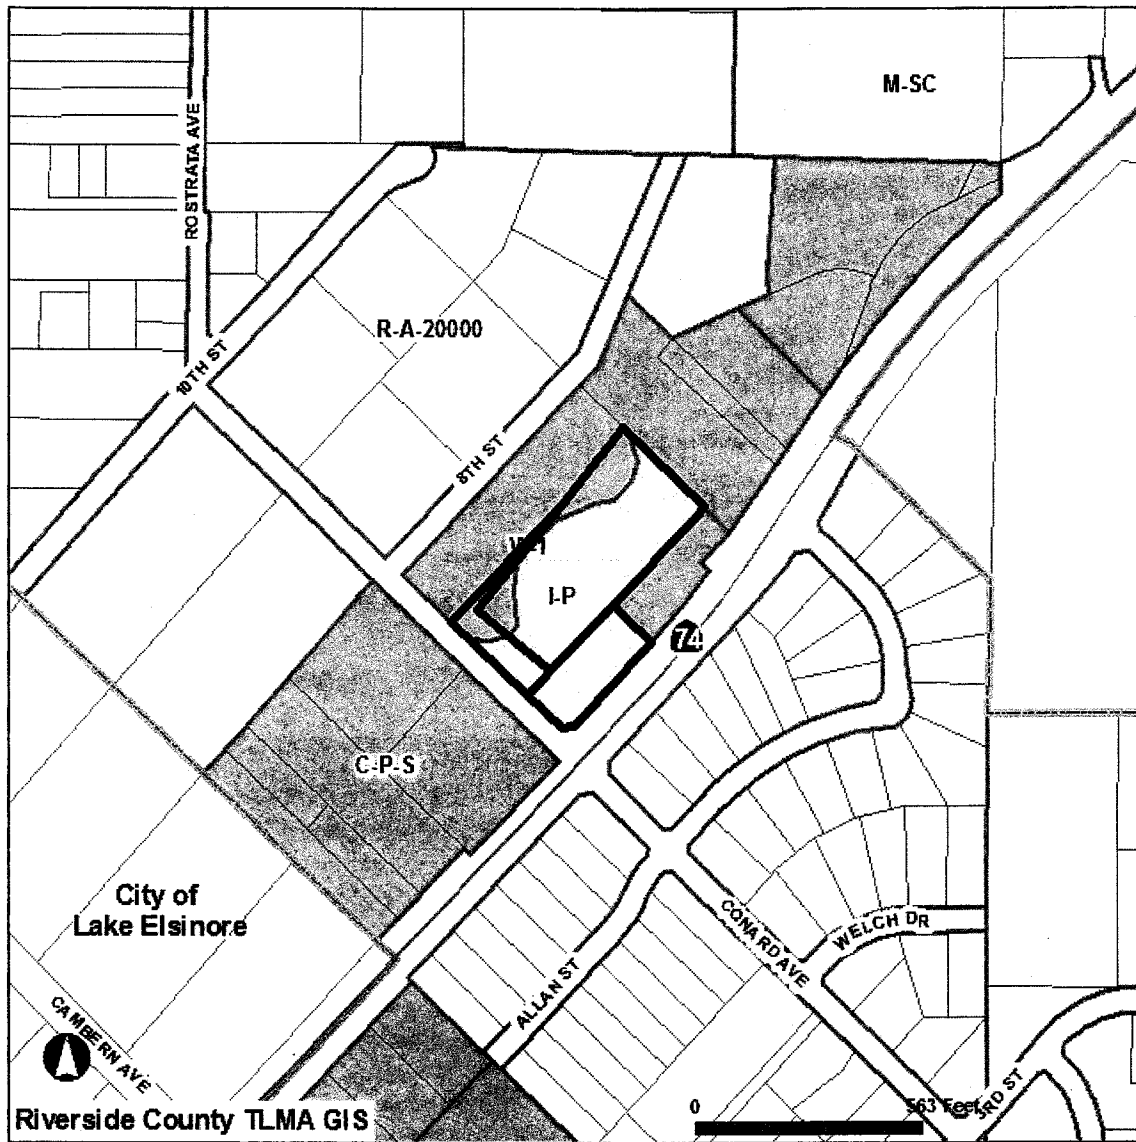 M-SC
ROSTRATA AVE
R-A-20000
10TH ST
8TH ST
I-P
74
C-P-S
City of
Lake Elsinore
CONARD AVE
WELCH DR
ALLAN ST
CAMBERN AVE
3RD ST
0
563 Feet
Riverside County TLMA GIS